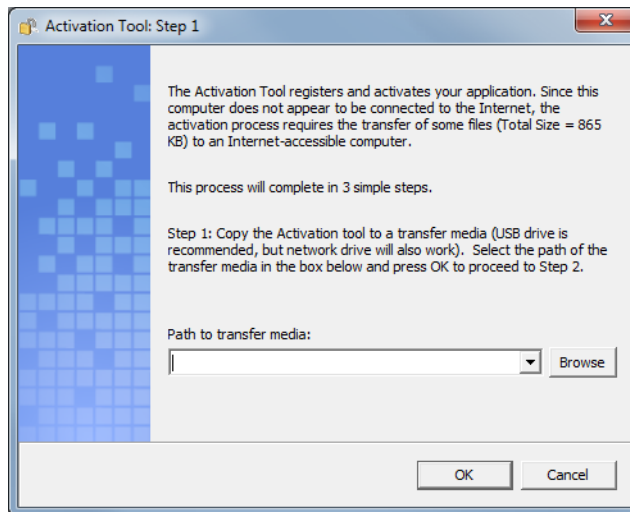 Activation Tool: Step 1
The Activation Tool registers and activates your application. Since this
computer does not appear to be connected to the Internet, the
activation process requires the transfer of some files (Total Size = 865
KB) to an Internet-accessible computer.
This process will complete in 3 simple steps.
Step 1: Copy the Activation tool to a transfer media (USB drive is
recommended, but network drive will also work).  Select the path of the
transfer media in the box below and press OK to proceed to Step 2.
Path to transfer media:
Browse
OK
Cancel